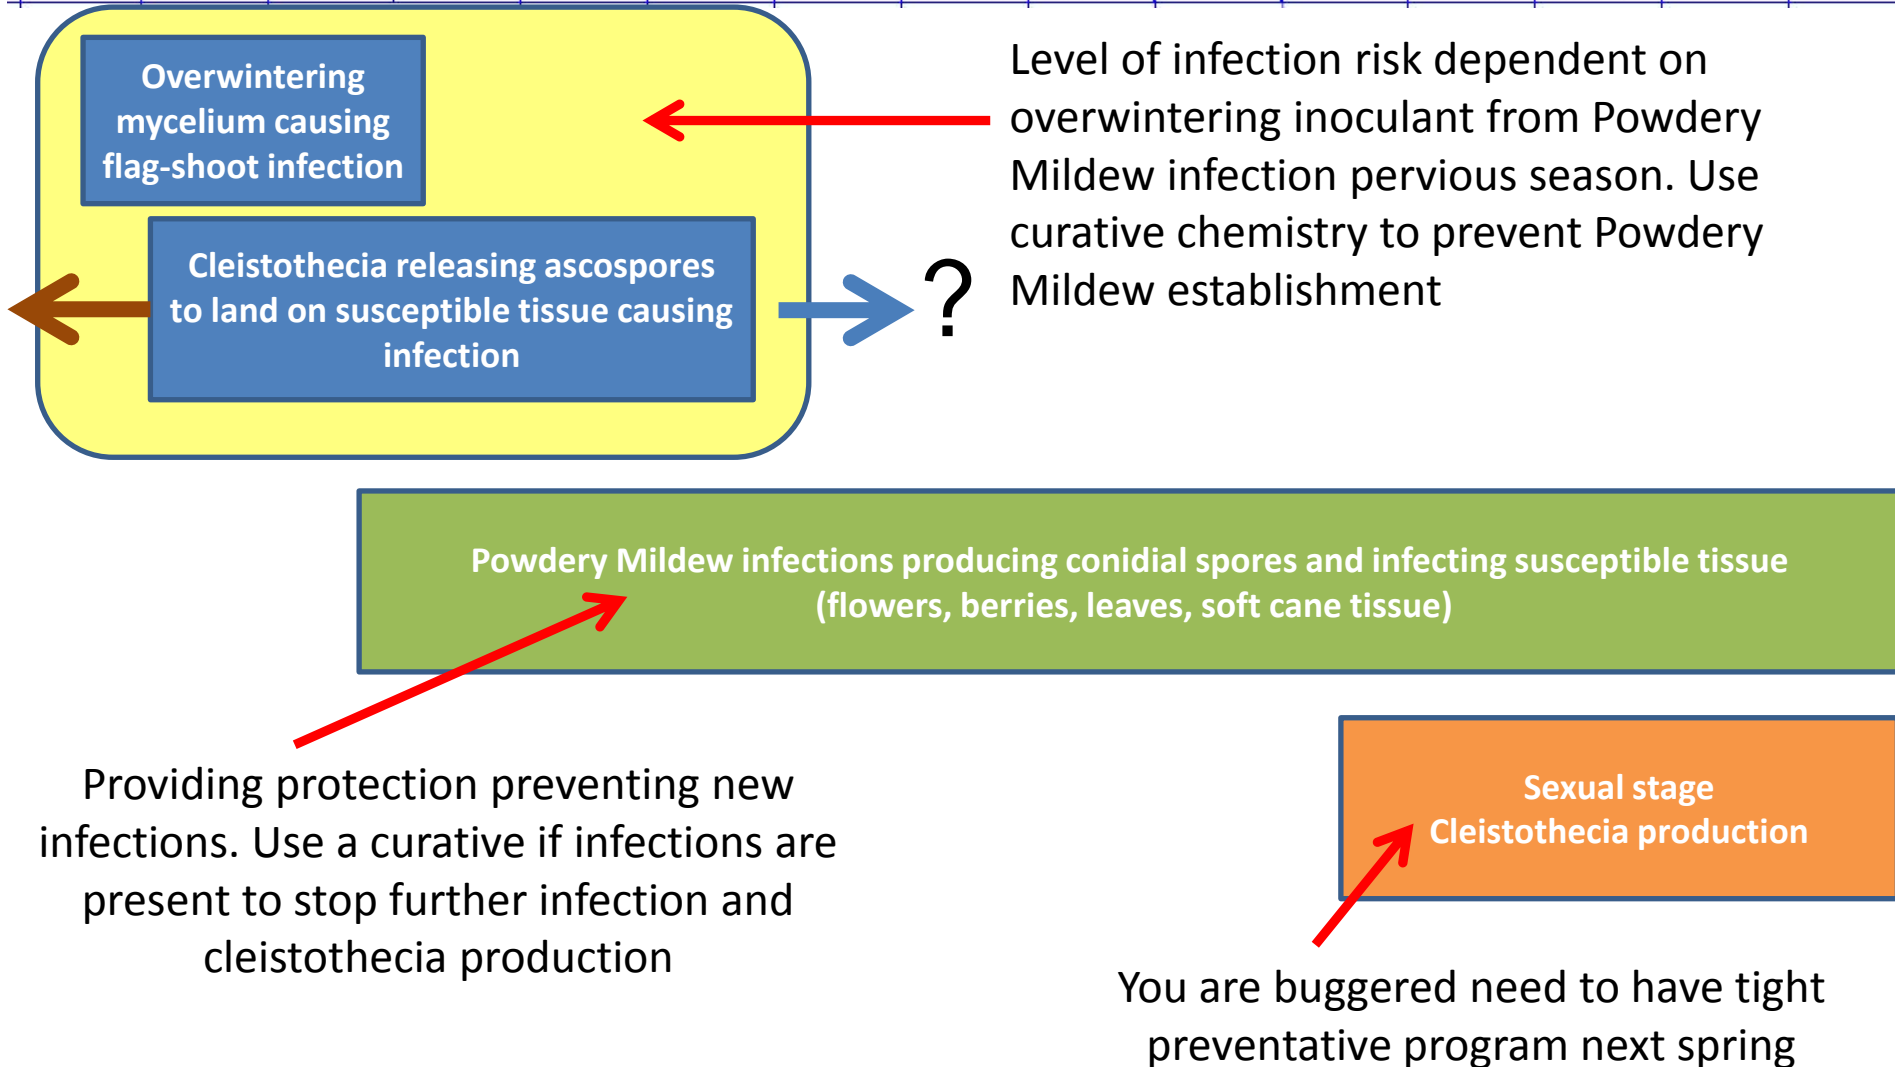 Overwintering
mycelium causing
flag-shoot infection
Cleistothecia releasing ascospores
to land on susceptible tissue causing
infection
?
Level of infection risk dependent on
overwintering inoculant from Powdery
Mildew infection pervious season. Use
curative chemistry to prevent Powdery
Mildew establishment
Powdery Mildew infections producing conidial spores and infecting susceptible tissue
(flowers, berries, leaves, soft cane tissue)
Providing protection preventing new
infections. Use a curative if infections are
present to stop further infection and
cleistothecia production
Sexual stage
Cleistothecia production
You are buggered need to have tight
preventative program next spring